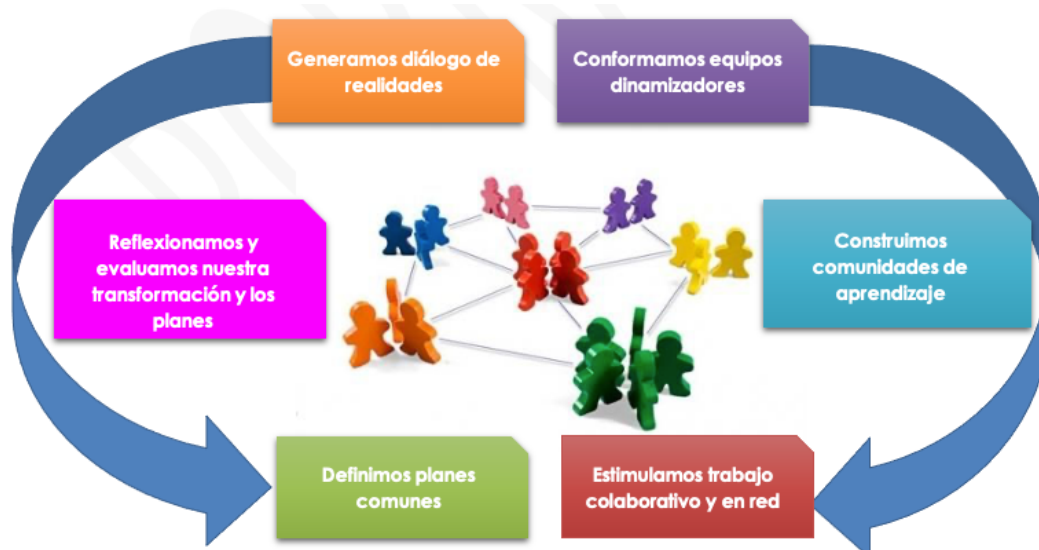 Generamos diálogo de
realidades
Conformamos equipos
dinamizadores
Reflexionamos y
evaluamos nuestra
transformación y los
planes
Construimos
comunidades de
aprendizaje
Definimos planes
comunes
Estimulamos trabajo
colaborativo y en red